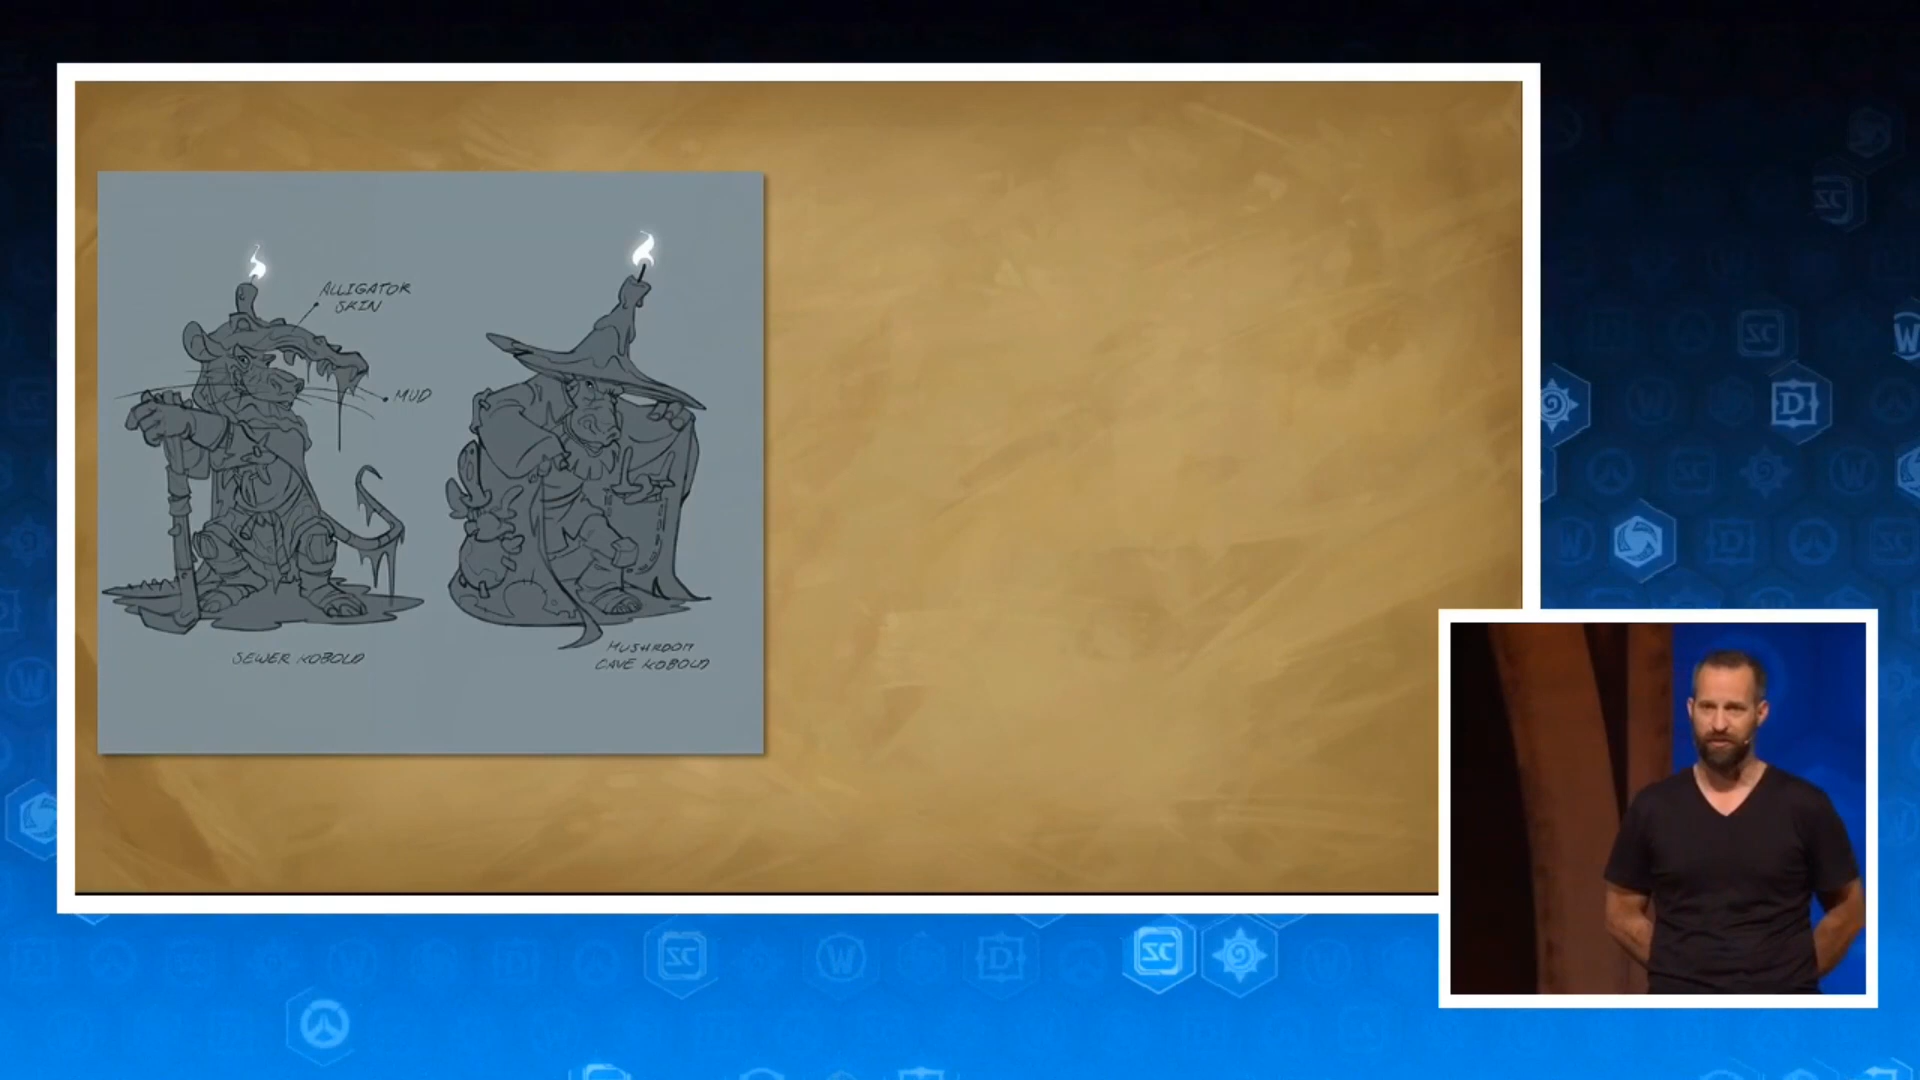 ALLIGATOR
SKIN
MUD
SEWER KOBOLD
MUSHROOM
CAVE KOBOLD